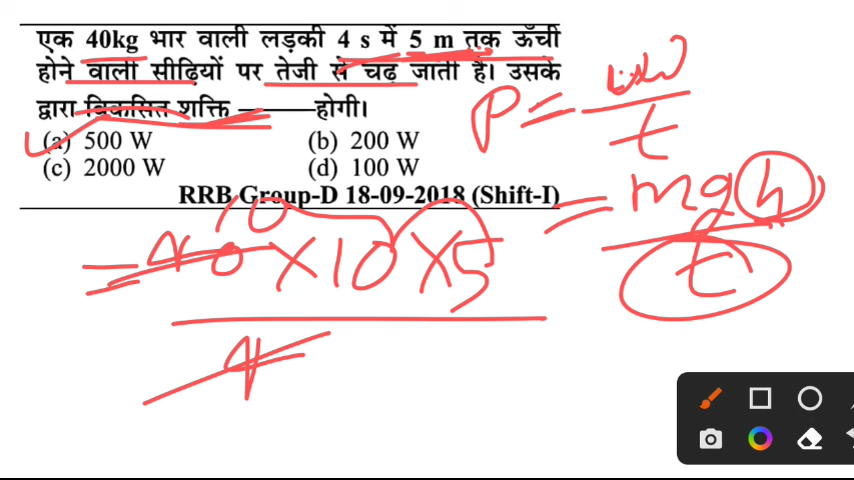 एक 40kg भार वाली लड़की 4 s में 5 m तक ऊँची
होने वाली सीढ़ियों पर तेजी से चढ़ जाती है। उसके
द्वारा विकसित शक्ति ———होगी।
(a) 500 W (b) 200 W
(c) 2000 W (d) 100 W
RRB Group-D 18-09-2018 (Shift-I)
P = w
t
= mgh
t
10
= 40 × 10 × 5
4